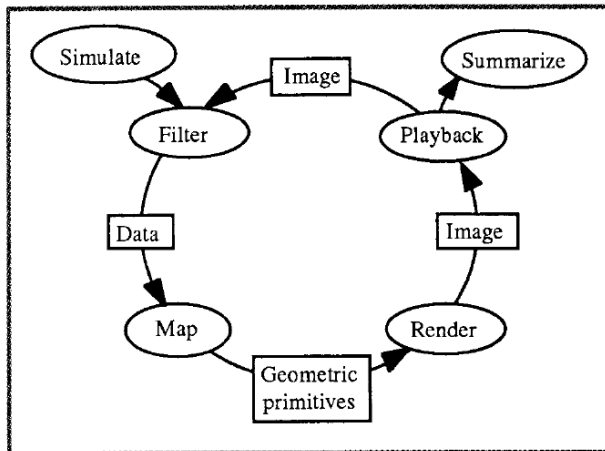 Simulate
Image
Summarize
Filter
Playback
Data
Image
Map
Render
Geometric
primitives